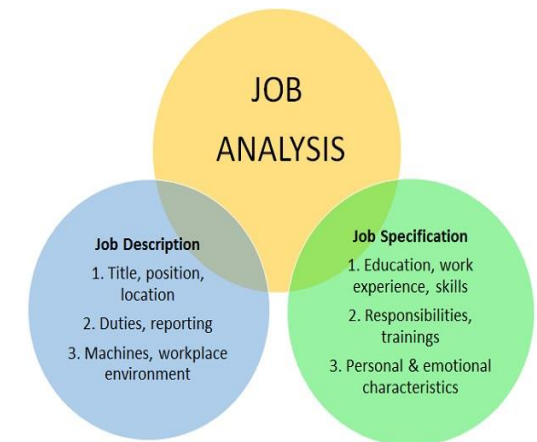 JOB
ANALYSIS
Job Description
1. Title, position,
location
2. Duties, reporting
3. Machines, workplace
environment
Job Specification
1. Education, work
experience, skills
2. Responsibilities,
trainings
3. Personal & emotional
characteristics